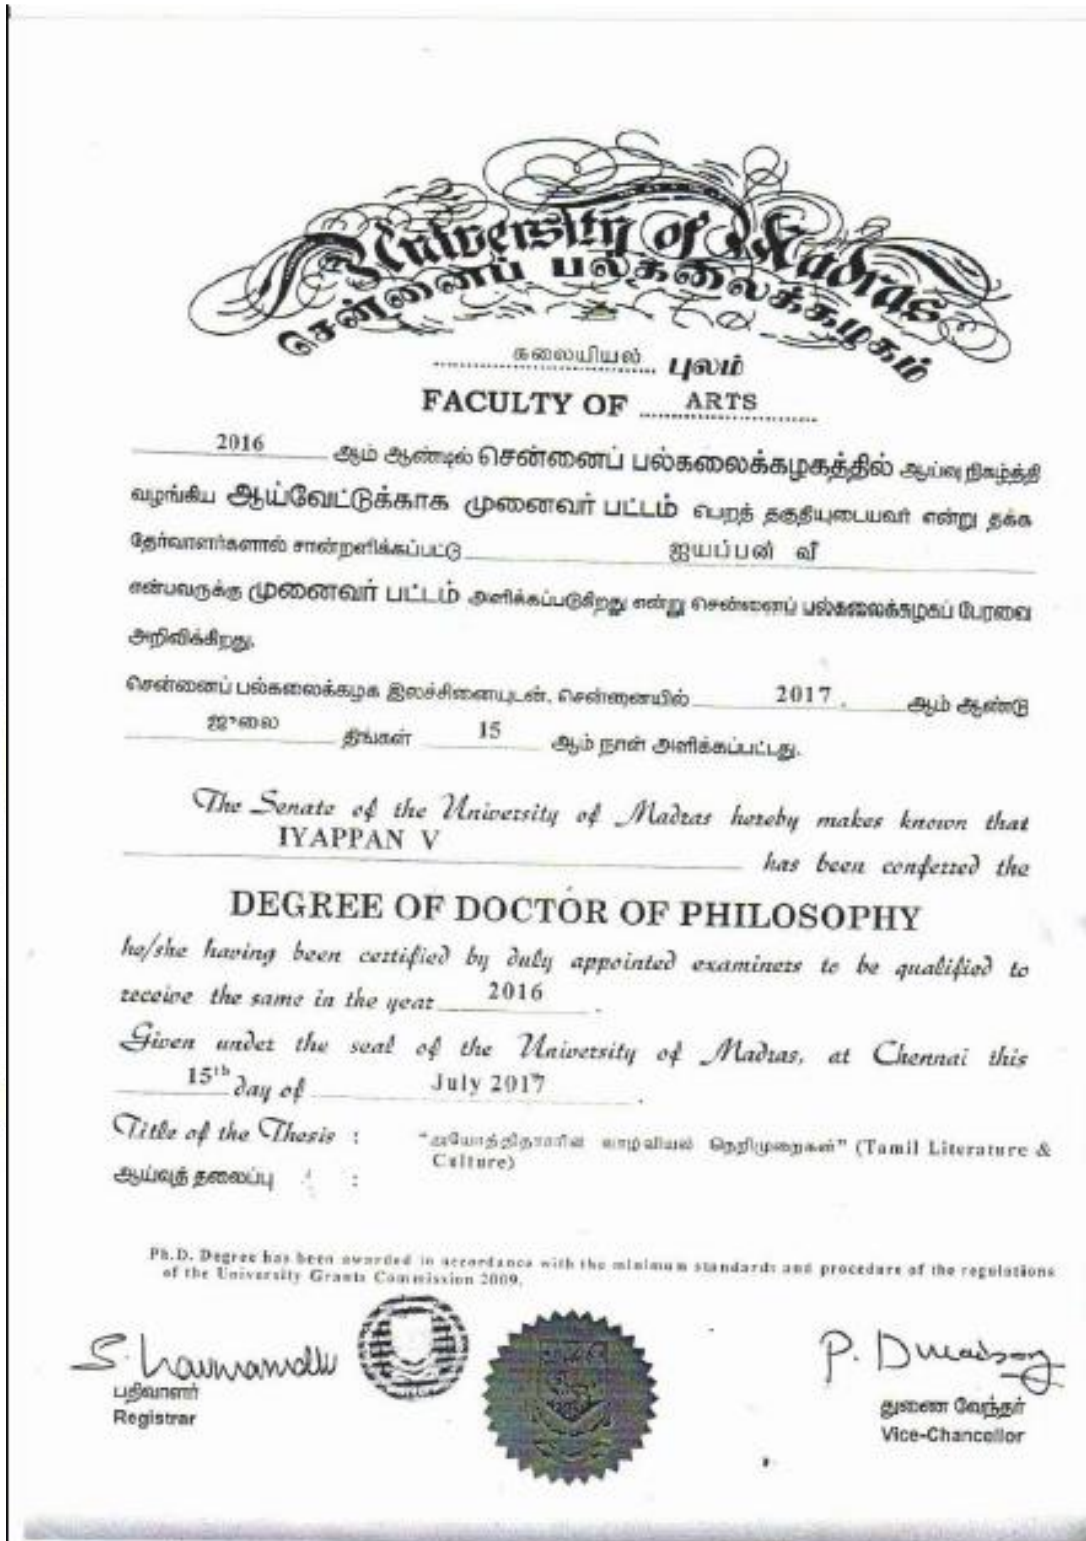 University of Madras
சென்னைப் பல்கலைக்கழகம்
கலையியல் புலம்
FACULTY OF ARTS
2016 ஆம் ஆண்டில் சென்னைப் பல்கலைக்கழகத்தில் ஆய்வு நிகழ்த்தி
வழங்கிய ஆய்வேட்டுக்காக முனைவர் பட்டம் பெறத் தகுதியுடையவர் என்று தக்க
தேர்வாளர்களால் சான்றளிக்கப்பட்டு ஐயப்பன் வீ
என்பவருக்கு முனைவர் பட்டம் அளிக்கப்படுகிறது என்று சென்னைப் பல்கலைக்கழகப் பேரவை
அறிவிக்கிறது.
சென்னைப் பல்கலைக்கழக இலச்சினையுடன், சென்னையில் 2017. ஆம் ஆண்டு
ஜுலை திங்கள் 15 ஆம் நாள் அளிக்கப்பட்டது.
The Senate of the University of Madras hereby makes known that
IYAPPAN V has been conferred the
DEGREE OF DOCTOR OF PHILOSOPHY
he/she having been certified by duly appointed examiners to be qualified to
receive the same in the year 2016.
Given under the seal of the University of Madras, at Chennai this
15th day of July 2017.
Title of the Thesis : "அயோத்திதாசரின் வாழ்வியல் நெறிமுறைகள்" (Tamil Literature &
Culture)
ஆய்வுத் தலைப்பு :
Ph.D. Degree has been awarded in accordance with the minimum standards and procedure of the regulations
of the University Grants Commission 2009.
பதிவாளர்
Registrar
P. Duraisamy
துணை வேந்தர்
Vice-Chancellor